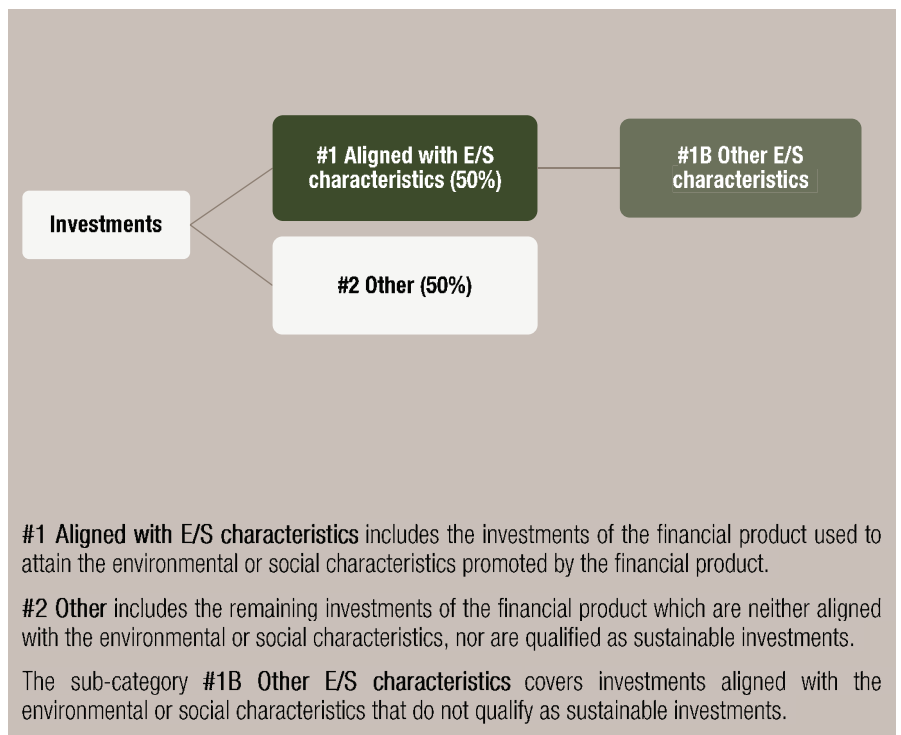 #1 Aligned with E/S
characteristics (50%)
#1B Other E/S
characteristics
Investments
#2 Other (50%)
#1 Aligned with E/S characteristics includes the investments of the financial product used to
attain the environmental or social characteristics promoted by the financial product.
#2 Other includes the remaining investments of the financial product which are neither aligned
with the environmental or social characteristics, nor are qualified as sustainable investments.
The sub-category #1B Other E/S characteristics covers investments aligned with the
environmental or social characteristics that do not qualify as sustainable investments.